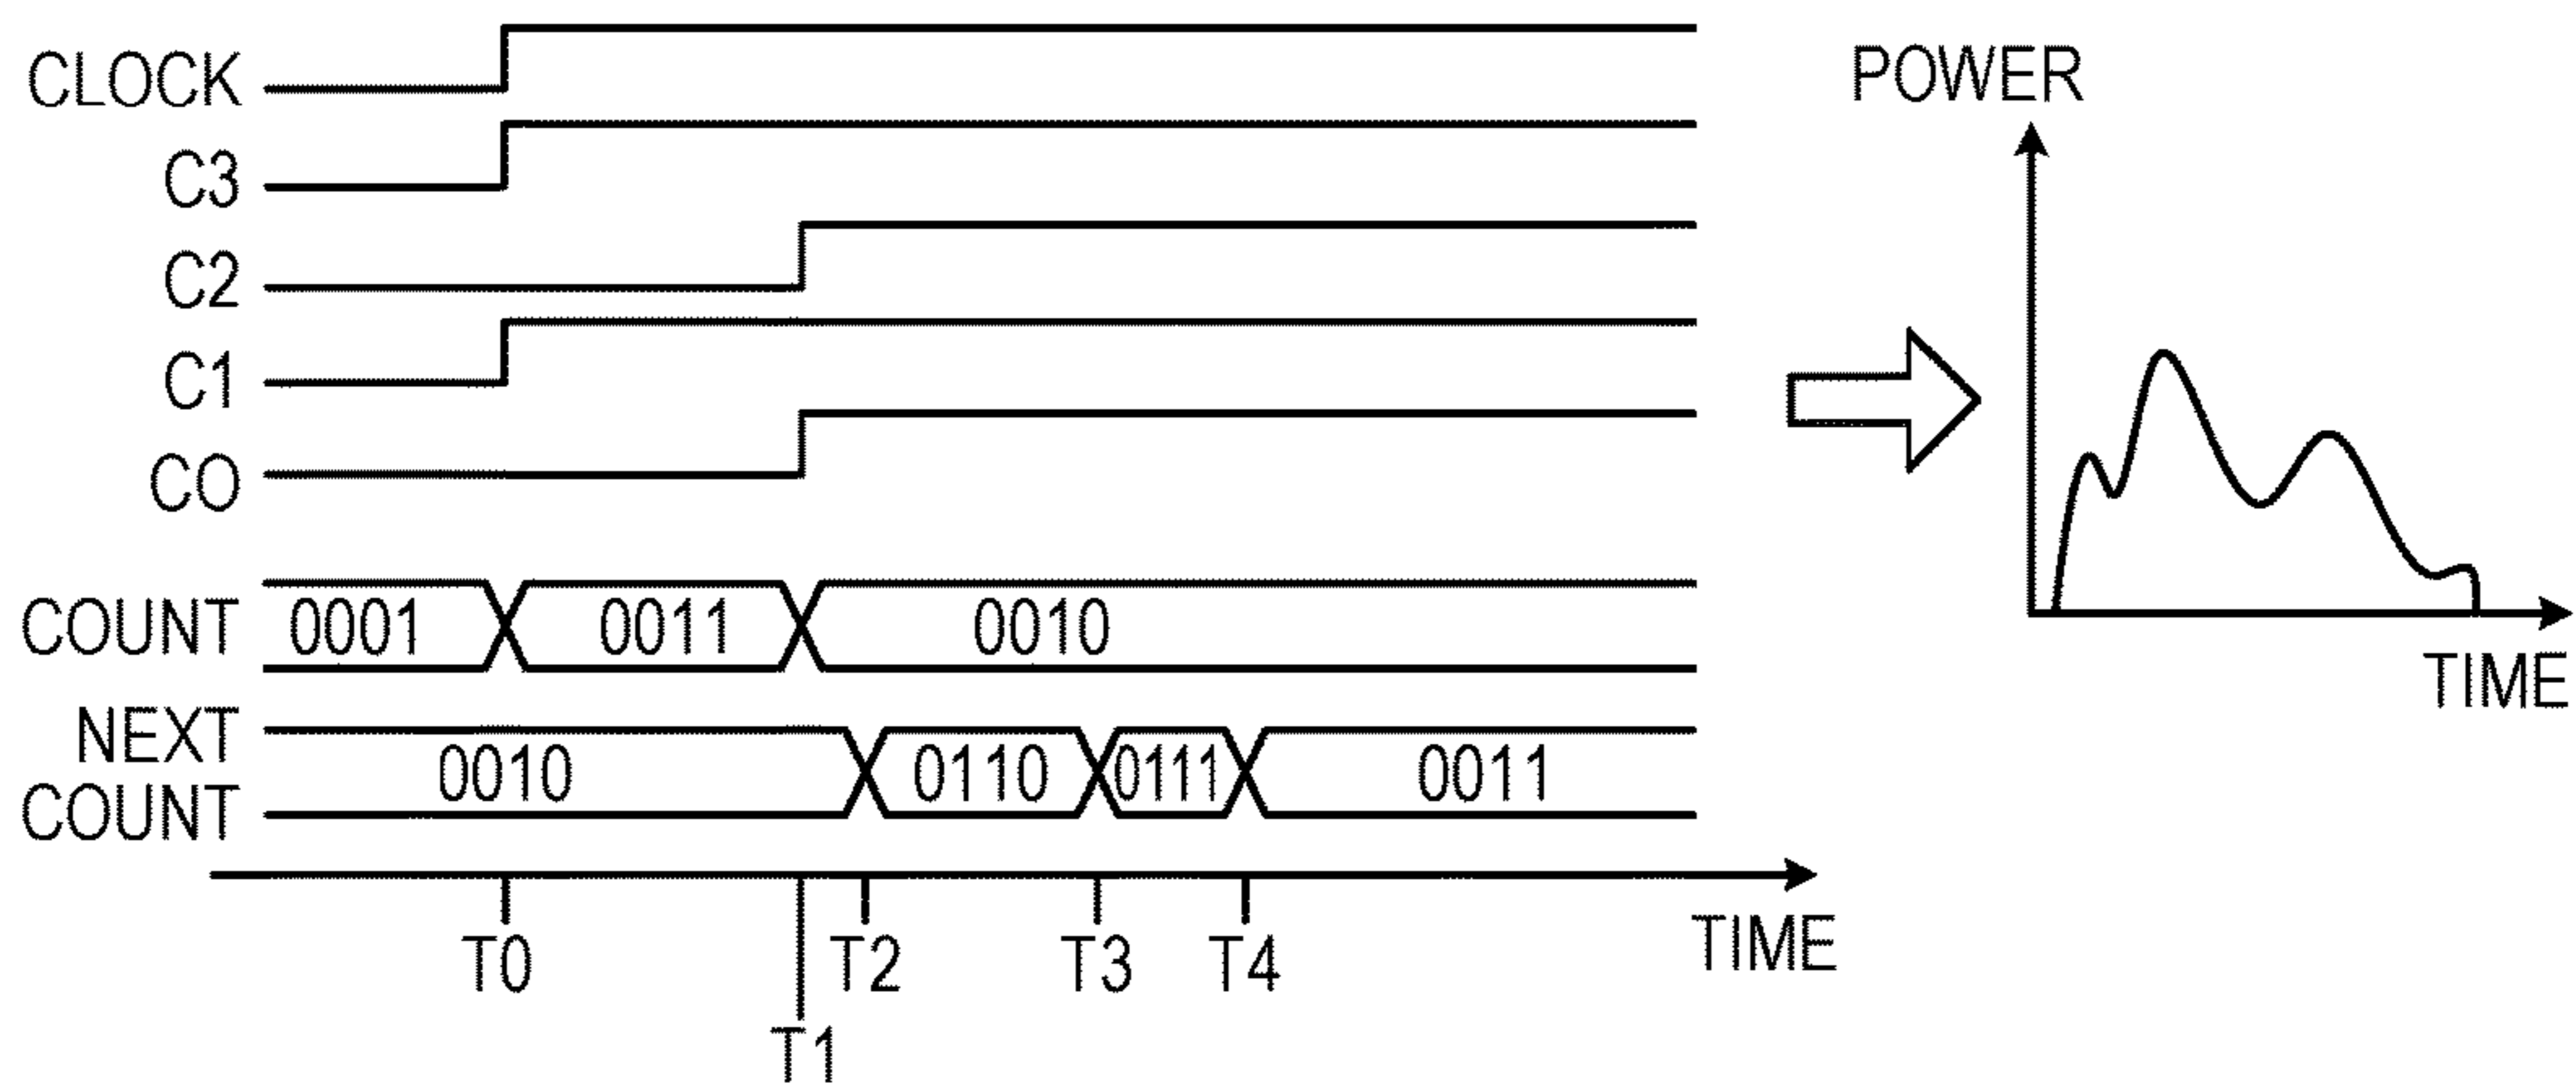 CLOCK
C3
C2
C1
CO
COUNT 0001 0011 0010
NEXT
COUNT
0010 0110 0111 0011
T0 T1 T2 T3 T4
TIME
POWER
TIME